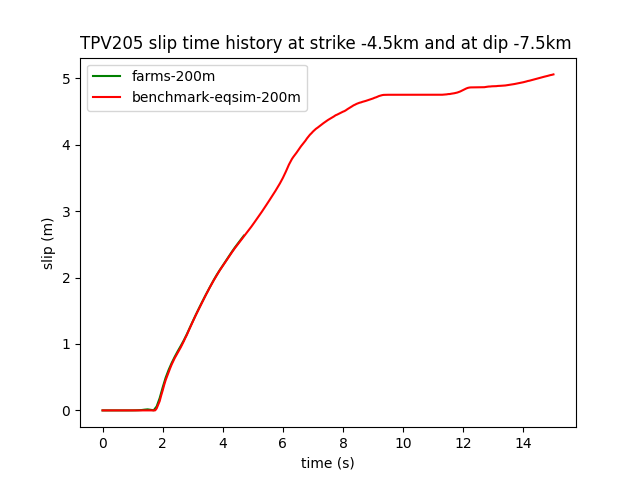 TPV205 slip time history at strike -4.5km and at dip -7.5km
farms-200m
benchmark-eqsim-200m
5
4
3
2
1
0
slip (m)
0 2 4 6 8 10 12 14
time (s)